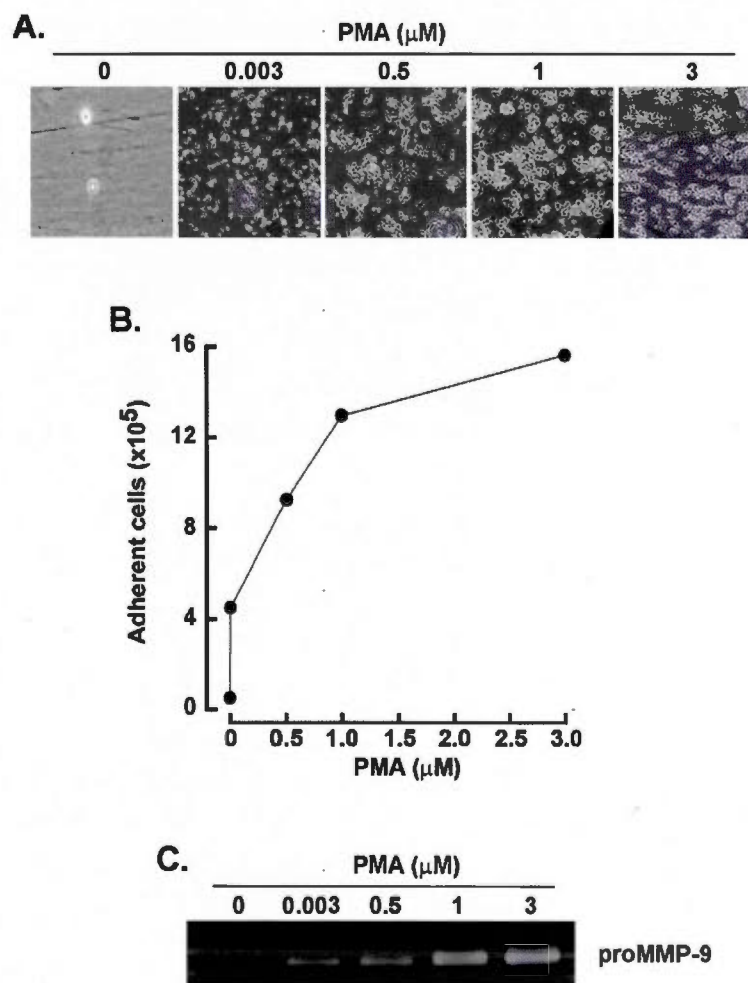 A.
PMA (μM)
0 0.003 0.5 1 3
B.
16
12
8
4
0
Adherent cells (x10⁵)
0 0.5 1.0 1.5 2.0 2.5 3.0
PMA (μM)
C.
PMA (μM)
0 0.003 0.5 1 3
proMMP-9